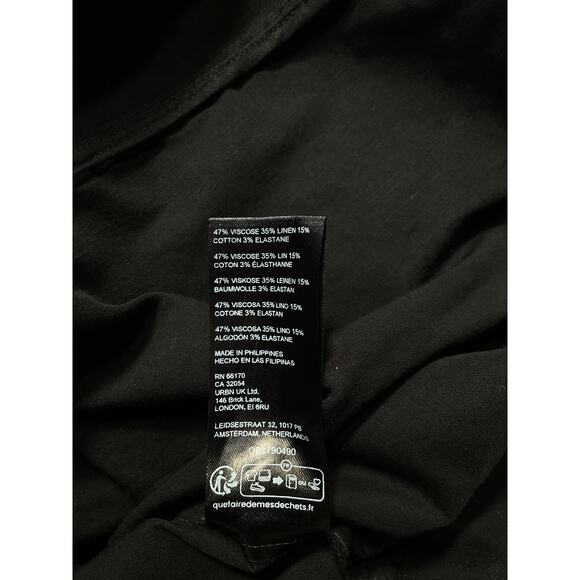 47% VISCOSE 35% LINEN 15%
COTTON 3% ELASTANE
47% VISCOSE 35% LIN 15%
COTON 3% ÉLASTHANNE
47% VISKOSE 35% LEINEN 15%
BAUMWOLLE 3% ELASTAN
47% VISCOSA 35% LINO 15%
COTONE 3% ELASTAN
47% VISCOSA 35% LINO 15%
ALGODÓN 3% ELASTANE
MADE IN PHILIPPINES
HECHO EN LAS FILIPINAS
RN 66170
CA 32054
URBN UK Ltd.
146 Brick Lane,
LONDON, EI 6RU
LEIDSESTRAAT 32, 1017 PB
AMSTERDAM, NETHERLANDS
FR
OU
quefairedemesdechets.fr